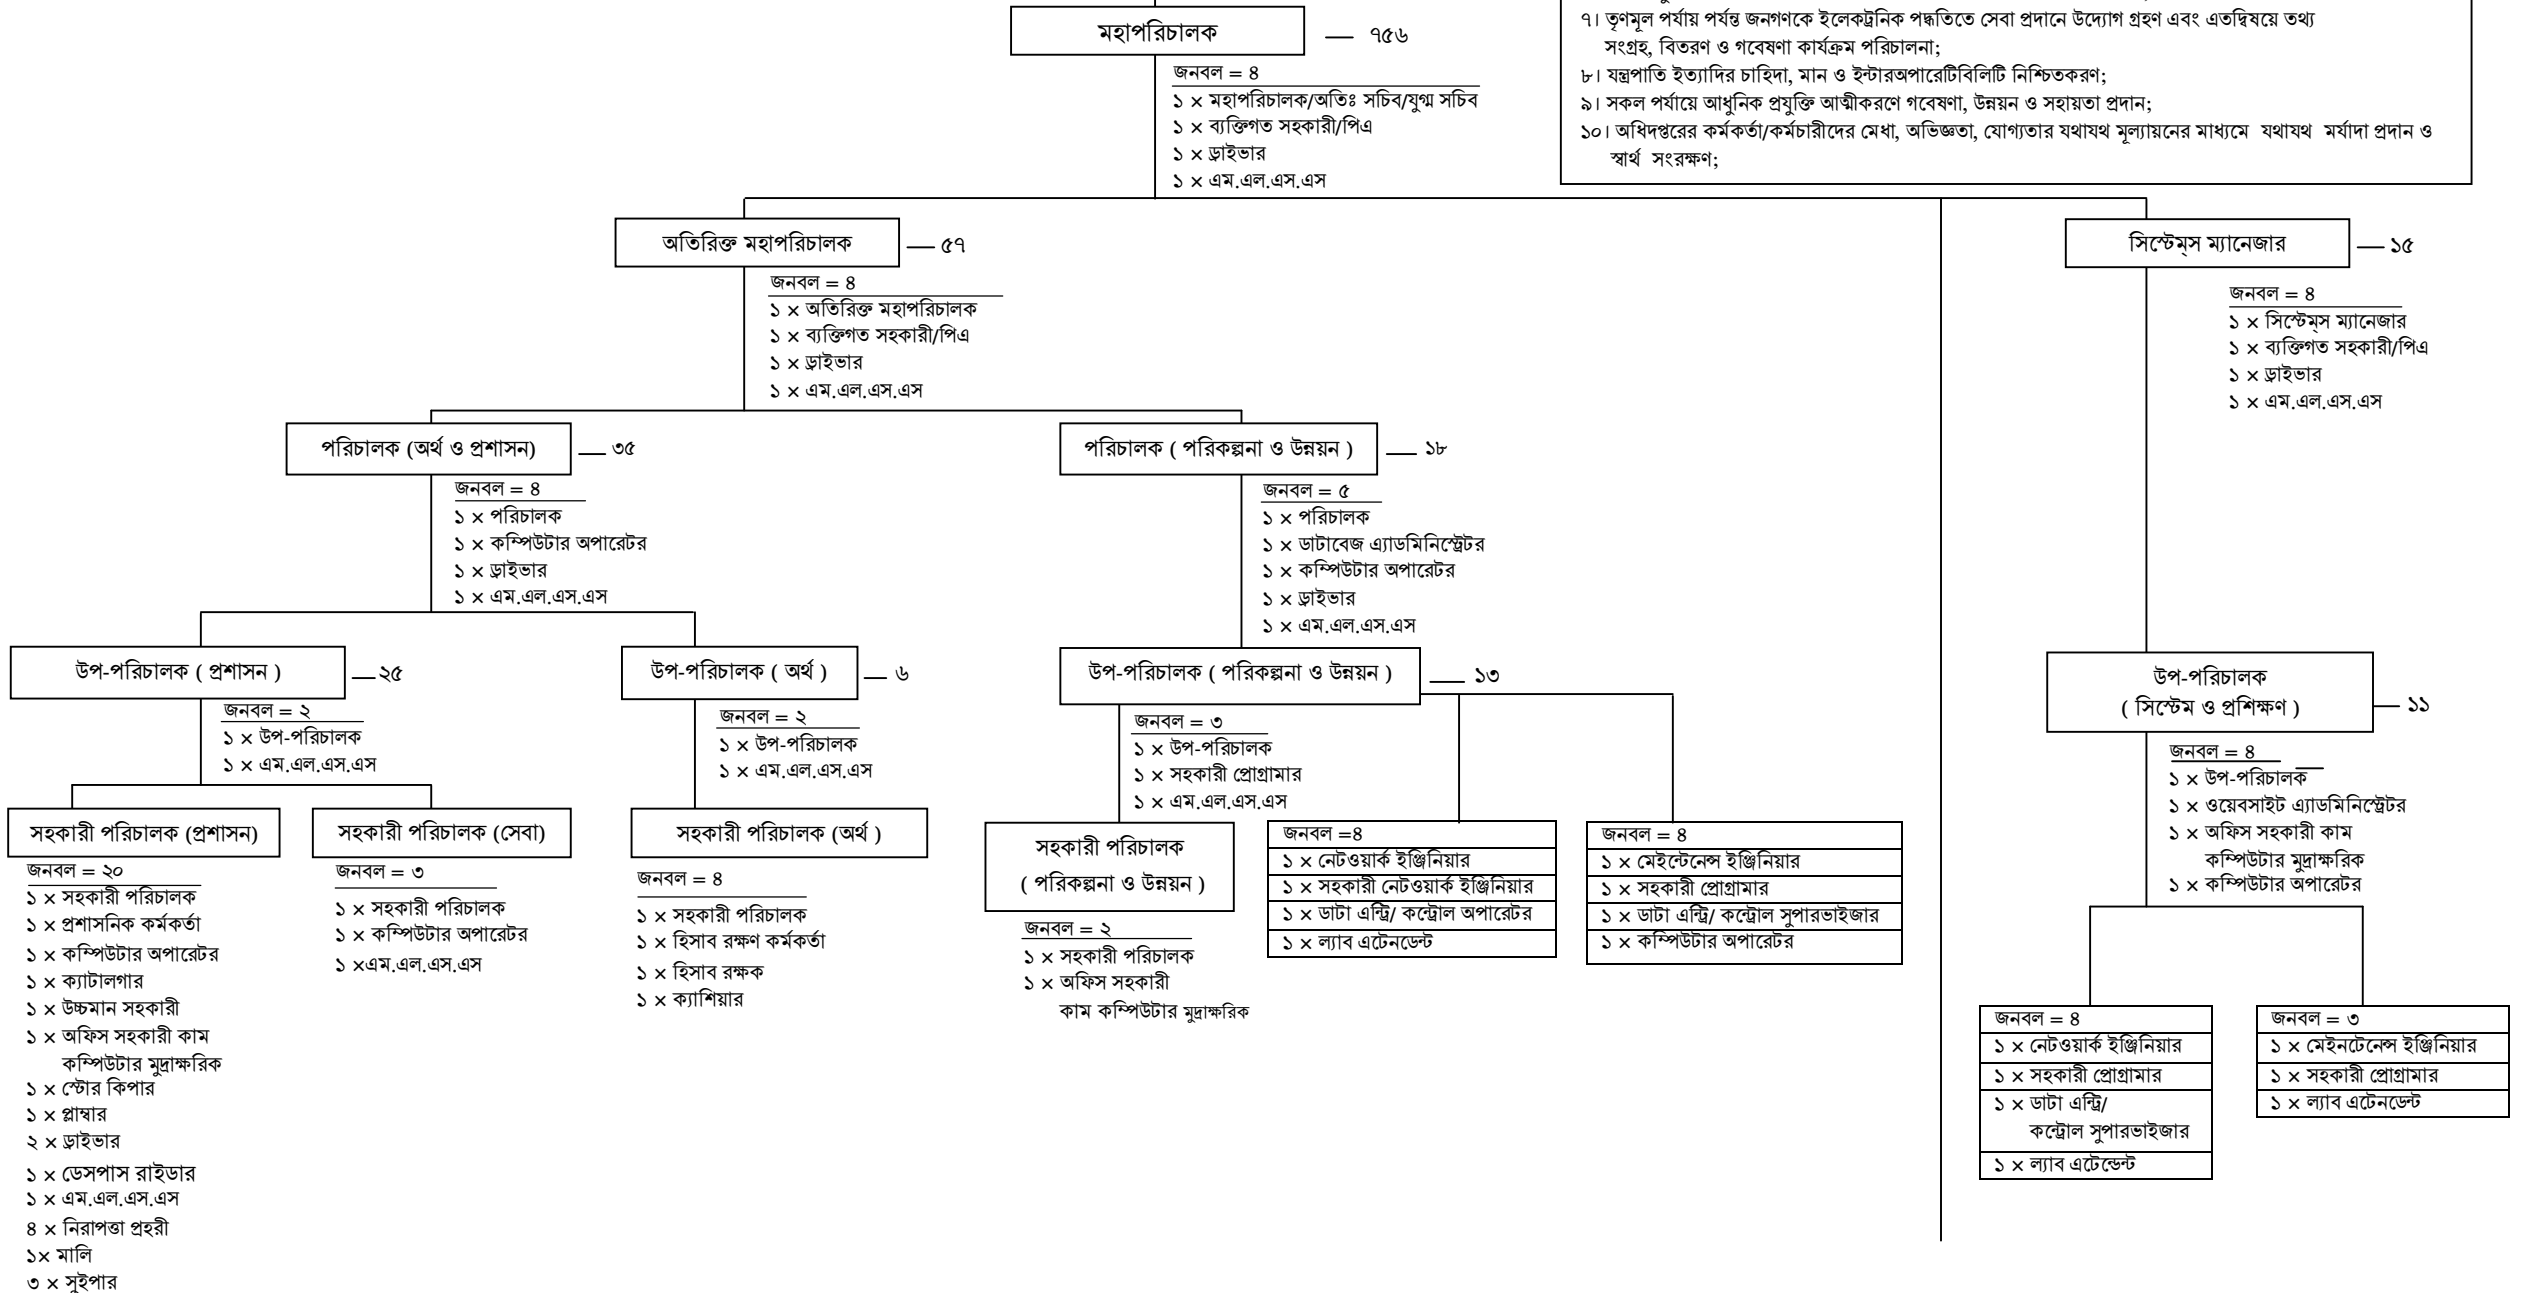 ৭। তৃণমূল পর্যায় পর্যন্ত জনগণকে ইলেকট্রনিক পদ্ধতিতে সেবা প্রদানে উদ্যোগ গ্রহণ এবং এতদ্বিষয়ে তথ্য
সংগ্রহ, বিতরণ ও গবেষণা কার্যক্রম পরিচালনা;
৮। যন্ত্রপাতি ইত্যাদির চাহিদা, মান ও ইন্টারঅপারেটিবিলিটি নিশ্চিতকরণ;
৯। সকল পর্যায়ে আধুনিক প্রযুক্তি আত্মীকরণে গবেষণা, উন্নয়ন ও সহায়তা প্রদান;
১০। অধিদপ্তরের কর্মকর্তা/কর্মচারীদের মেধা, অভিজ্ঞতা, যোগ্যতার যথাযথ মূল্যায়নের মাধ্যমে যথাযথ মর্যাদা প্রদান ও
স্বার্থ সংরক্ষণ;
মহাপরিচালক — ৭৫৬
জনবল = ৪
১ × মহাপরিচালক/অতিঃ সচিব/যুগ্ম সচিব
১ × ব্যক্তিগত সহকারী/পিএ
১ × ড্রাইভার
১ × এম.এল.এস.এস
অতিরিক্ত মহাপরিচালক — ৫৭
জনবল = ৪
১ × অতিরিক্ত মহাপরিচালক
১ × ব্যক্তিগত সহকারী/পিএ
১ × ড্রাইভার
১ × এম.এল.এস.এস
সিস্টেম্স ম্যানেজার — ১৫
জনবল = ৪
১ × সিস্টেম্স ম্যানেজার
১ × ব্যক্তিগত সহকারী/পিএ
১ × ড্রাইভার
১ × এম.এল.এস.এস
পরিচালক (অর্থ ও প্রশাসন) — ৩৫
জনবল = ৪
১ × পরিচালক
১ × কম্পিউটার অপারেটর
১ × ড্রাইভার
১ × এম.এল.এস.এস
পরিচালক ( পরিকল্পনা ও উন্নয়ন ) — ১৮
জনবল = ৫
১ × পরিচালক
১ × ডাটাবেজ এ্যাডমিনিস্ট্রেটর
১ × কম্পিউটার অপারেটর
১ × ড্রাইভার
১ × এম.এল.এস.এস
উপ-পরিচালক ( প্রশাসন ) —২৫
জনবল = ২
১ × উপ-পরিচালক
১ × এম.এল.এস.এস
উপ-পরিচালক ( অর্থ ) — ৬
জনবল = ২
১ × উপ-পরিচালক
১ × এম.এল.এস.এস
উপ-পরিচালক ( পরিকল্পনা ও উন্নয়ন ) — ১৩
জনবল = ৩
১ × উপ-পরিচালক
১ × সহকারী প্রোগ্রামার
১ × এম.এল.এস.এস
উপ-পরিচালক
( সিস্টেম ও প্রশিক্ষণ ) — ১১
জনবল = ৪
১ × উপ-পরিচালক
১ × ওয়েবসাইট এ্যাডমিনিস্ট্রেটর
১ × অফিস সহকারী কাম
কম্পিউটার মুদ্রাক্ষরিক
১ × কম্পিউটার অপারেটর
সহকারী পরিচালক (প্রশাসন)
জনবল = ২০
১ × সহকারী পরিচালক
১ × প্রশাসনিক কর্মকর্তা
১ × কম্পিউটার অপারেটর
১ × ক্যাটালগার
১ × উচ্চমান সহকারী
১ × অফিস সহকারী কাম
কম্পিউটার মুদ্রাক্ষরিক
১ × স্টোর কিপার
১ × প্লাম্বার
২ × ড্রাইভার
১ × ডেসপাস রাইডার
১ × এম.এল.এস.এস
৪ × নিরাপত্তা প্রহরী
১× মালি
৩ × সুইপার
সহকারী পরিচালক (সেবা)
জনবল = ৩
১ × সহকারী পরিচালক
১ × কম্পিউটার অপারেটর
১ ×এম.এল.এস.এস
সহকারী পরিচালক (অর্থ )
জনবল = ৪
১ × সহকারী পরিচালক
১ × হিসাব রক্ষণ কর্মকর্তা
১ × হিসাব রক্ষক
১ × ক্যাশিয়ার
সহকারী পরিচালক
( পরিকল্পনা ও উন্নয়ন )
জনবল = ২
১ × সহকারী পরিচালক
১ × অফিস সহকারী
কাম কম্পিউটার মুদ্রাক্ষরিক
জনবল =৪
১ × নেটওয়ার্ক ইঞ্জিনিয়ার
১ × সহকারী নেটওয়ার্ক ইঞ্জিনিয়ার
১ × ডাটা এন্ট্রি/ কন্ট্রোল অপারেটর
১ × ল্যাব এটেনডেন্ট
জনবল = ৪
১ × মেইন্টেনেন্স ইঞ্জিনিয়ার
১ × সহকারী প্রোগ্রামার
১ × ডাটা এন্ট্রি/ কন্ট্রোল সুপারভাইজার
১ × কম্পিউটার অপারেটর
জনবল = ৪
১ × নেটওয়ার্ক ইঞ্জিনিয়ার
১ × সহকারী প্রোগ্রামার
১ × ডাটা এন্ট্রি/
কন্ট্রোল সুপারভাইজার
১ × ল্যাব এটেন্ডেন্ট
জনবল = ৩
১ × মেইনটেনেন্স ইঞ্জিনিয়ার
১ × সহকারী প্রোগ্রামার
১ × ল্যাব এটেনডেন্ট